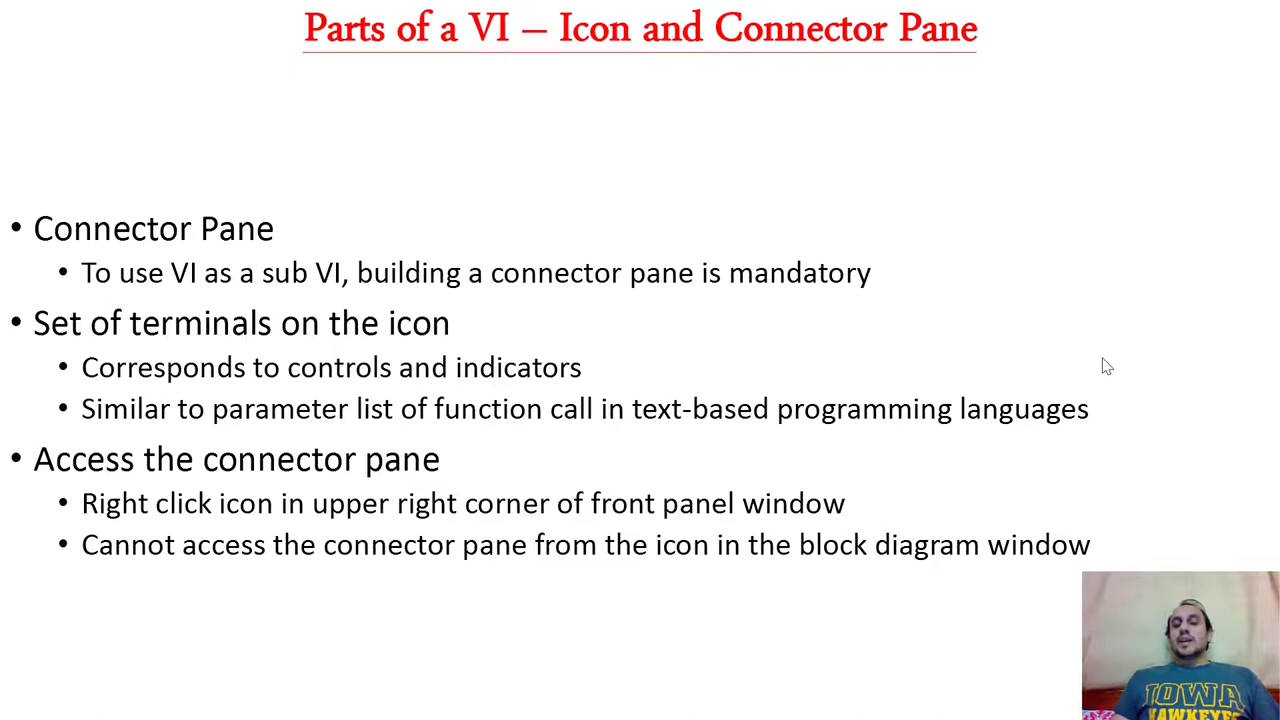 Parts of a VI – Icon and Connector Pane
• Connector Pane
• To use VI as a sub VI, building a connector pane is mandatory
• Set of terminals on the icon
• Corresponds to controls and indicators
• Similar to parameter list of function call in text-based programming languages
• Access the connector pane
• Right click icon in upper right corner of front panel window
• Cannot access the connector pane from the icon in the block diagram window
IOWA
HAWKEYES